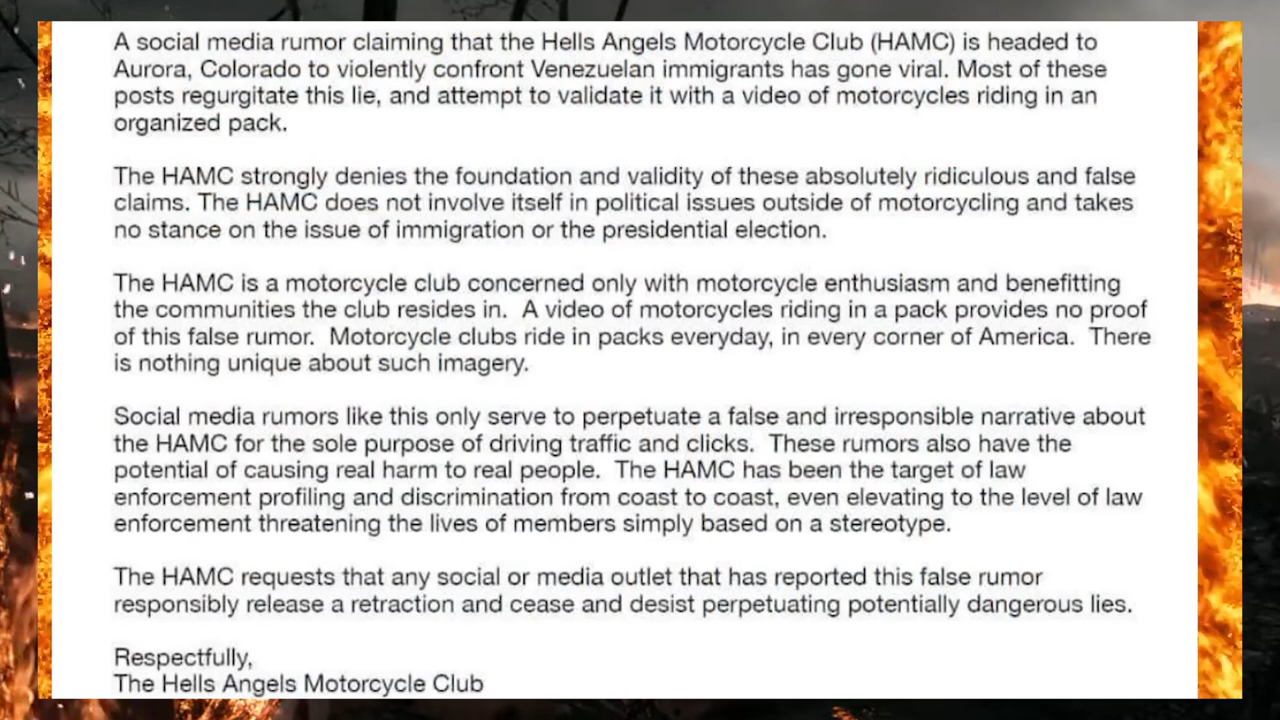 A social media rumor claiming that the Hells Angels Motorcycle Club (HAMC) is headed to
Aurora, Colorado to violently confront Venezuelan immigrants has gone viral. Most of these
posts regurgitate this lie, and attempt to validate it with a video of motorcycles riding in an
organized pack.
The HAMC strongly denies the foundation and validity of these absolutely ridiculous and false
claims. The HAMC does not involve itself in political issues outside of motorcycling and takes
no stance on the issue of immigration or the presidential election.
The HAMC is a motorcycle club concerned only with motorcycle enthusiasm and benefitting
the communities the club resides in.  A video of motorcycles riding in a pack provides no proof
of this false rumor.  Motorcycle clubs ride in packs everyday, in every corner of America.  There
is nothing unique about such imagery.
Social media rumors like this only serve to perpetuate a false and irresponsible narrative about
the HAMC for the sole purpose of driving traffic and clicks.  These rumors also have the
potential of causing real harm to real people.  The HAMC has been the target of law
enforcement profiling and discrimination from coast to coast, even elevating to the level of law
enforcement threatening the lives of members simply based on a stereotype.
The HAMC requests that any social or media outlet that has reported this false rumor
responsibly release a retraction and cease and desist perpetuating potentially dangerous lies.
Respectfully,
The Hells Angels Motorcycle Club